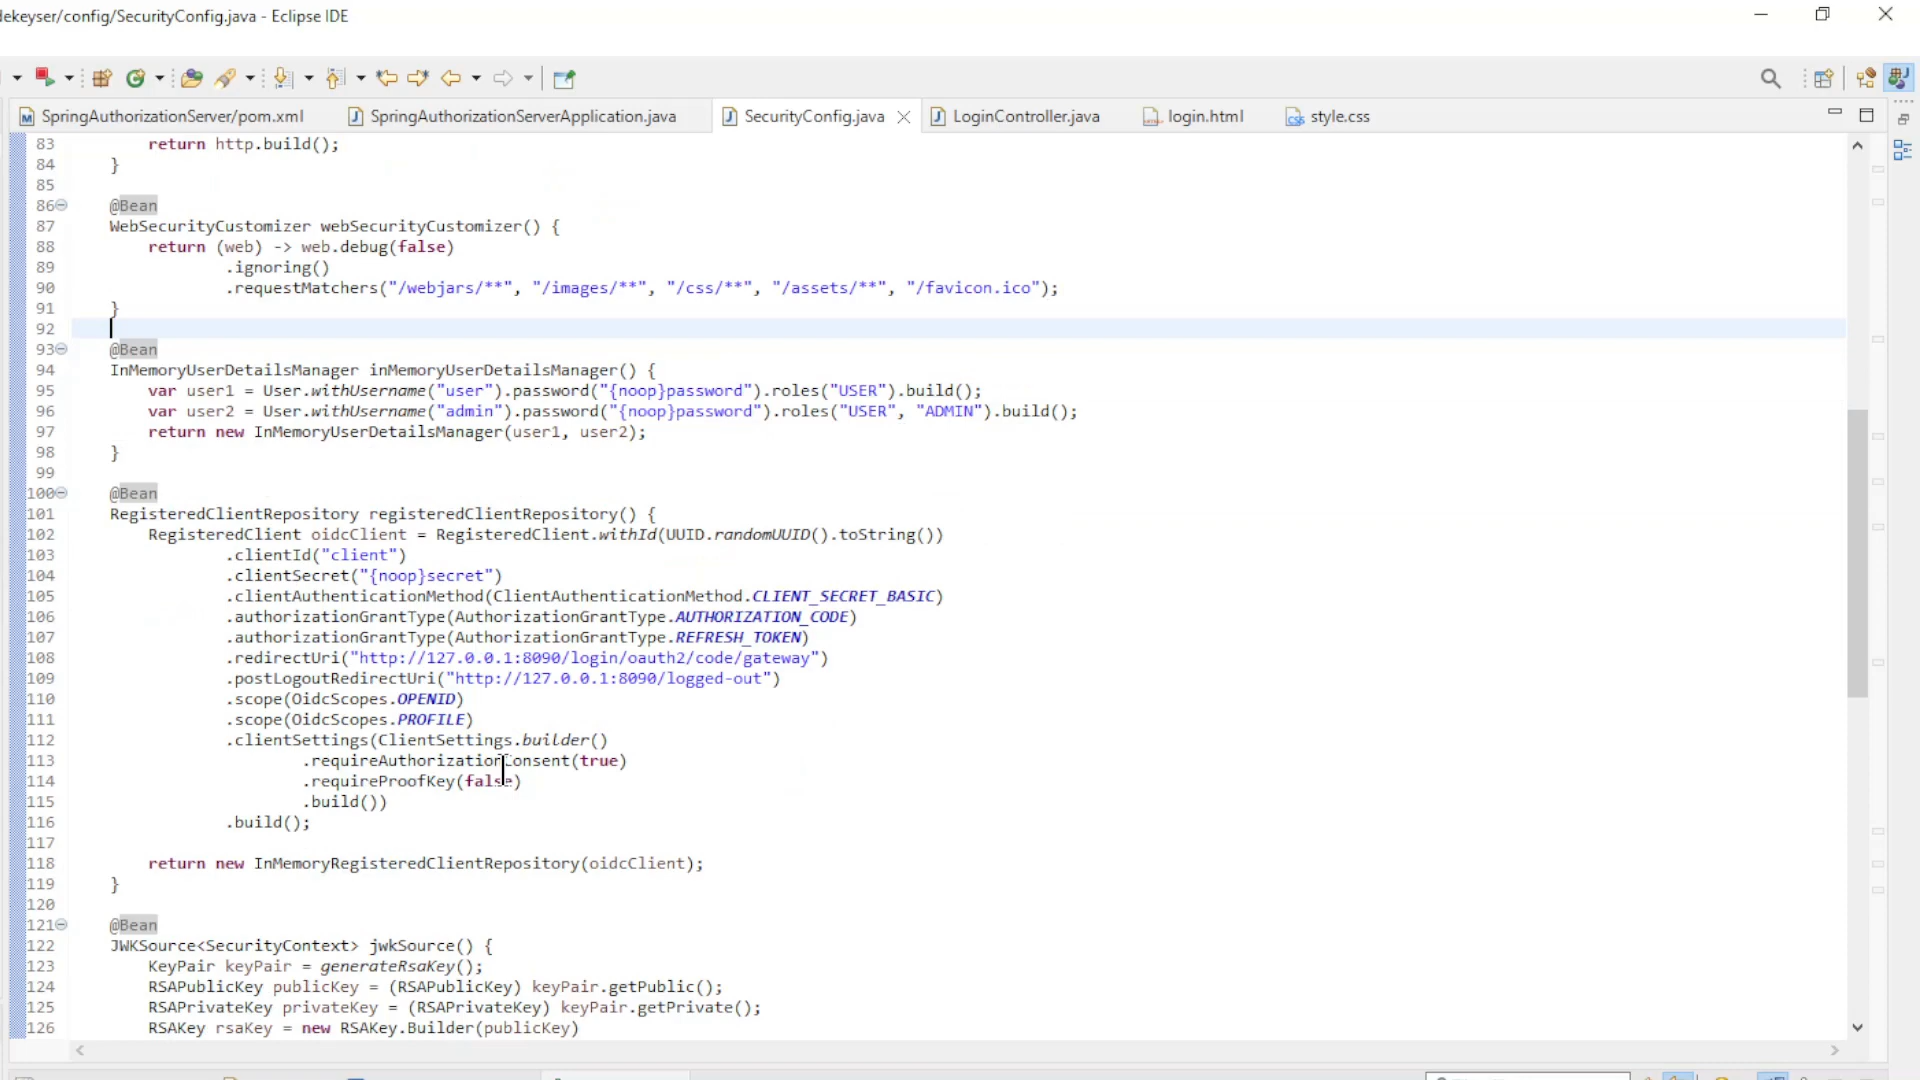 dekeyser/config/SecurityConfig.java - Eclipse IDE
SpringAuthorizationServer/pom.xml SpringAuthorizationServerApplication.java SecurityConfig.java LoginController.java login.html style.css
83 return http.build();
84 }
85
86 @Bean
87 WebSecurityCustomizer webSecurityCustomizer() {
88 return (web) -> web.debug(false)
89 .ignoring()
90 .requestMatchers("/webjars/**", "/images/**", "/css/**", "/assets/**", "/favicon.ico");
91 }
92
93 @Bean
94 InMemoryUserDetailsManager inMemoryUserDetailsManager() {
95 var user1 = User.withUsername("user").password("{noop}password").roles("USER").build();
96 var user2 = User.withUsername("admin").password("{noop}password").roles("USER", "ADMIN").build();
97 return new InMemoryUserDetailsManager(user1, user2);
98 }
99
100 @Bean
101 RegisteredClientRepository registeredClientRepository() {
102 RegisteredClient oidcClient = RegisteredClient.withId(UUID.randomUUID().toString())
103 .clientId("client")
104 .clientSecret("{noop}secret")
105 .clientAuthenticationMethod(ClientAuthenticationMethod.CLIENT_SECRET_BASIC)
106 .authorizationGrantType(AuthorizationGrantType.AUTHORIZATION_CODE)
107 .authorizationGrantType(AuthorizationGrantType.REFRESH_TOKEN)
108 .redirectUri("http://127.0.0.1:8090/login/oauth2/code/gateway")
109 .postLogoutRedirectUri("http://127.0.0.1:8090/logged-out")
110 .scope(OidcScopes.OPENID)
111 .scope(OidcScopes.PROFILE)
112 .clientSettings(ClientSettings.builder()
113 .requireAuthorizationConsent(true)
114 .requireProofKey(false)
115 .build())
116 .build();
117
118 return new InMemoryRegisteredClientRepository(oidcClient);
119 }
120
121 @Bean
122 JWKSource<SecurityContext> jwkSource() {
123 KeyPair keyPair = generateRsaKey();
124 RSAPublicKey publicKey = (RSAPublicKey) keyPair.getPublic();
125 RSAPrivateKey privateKey = (RSAPrivateKey) keyPair.getPrivate();
126 RSAKey rsaKey = new RSAKey.Builder(publicKey)